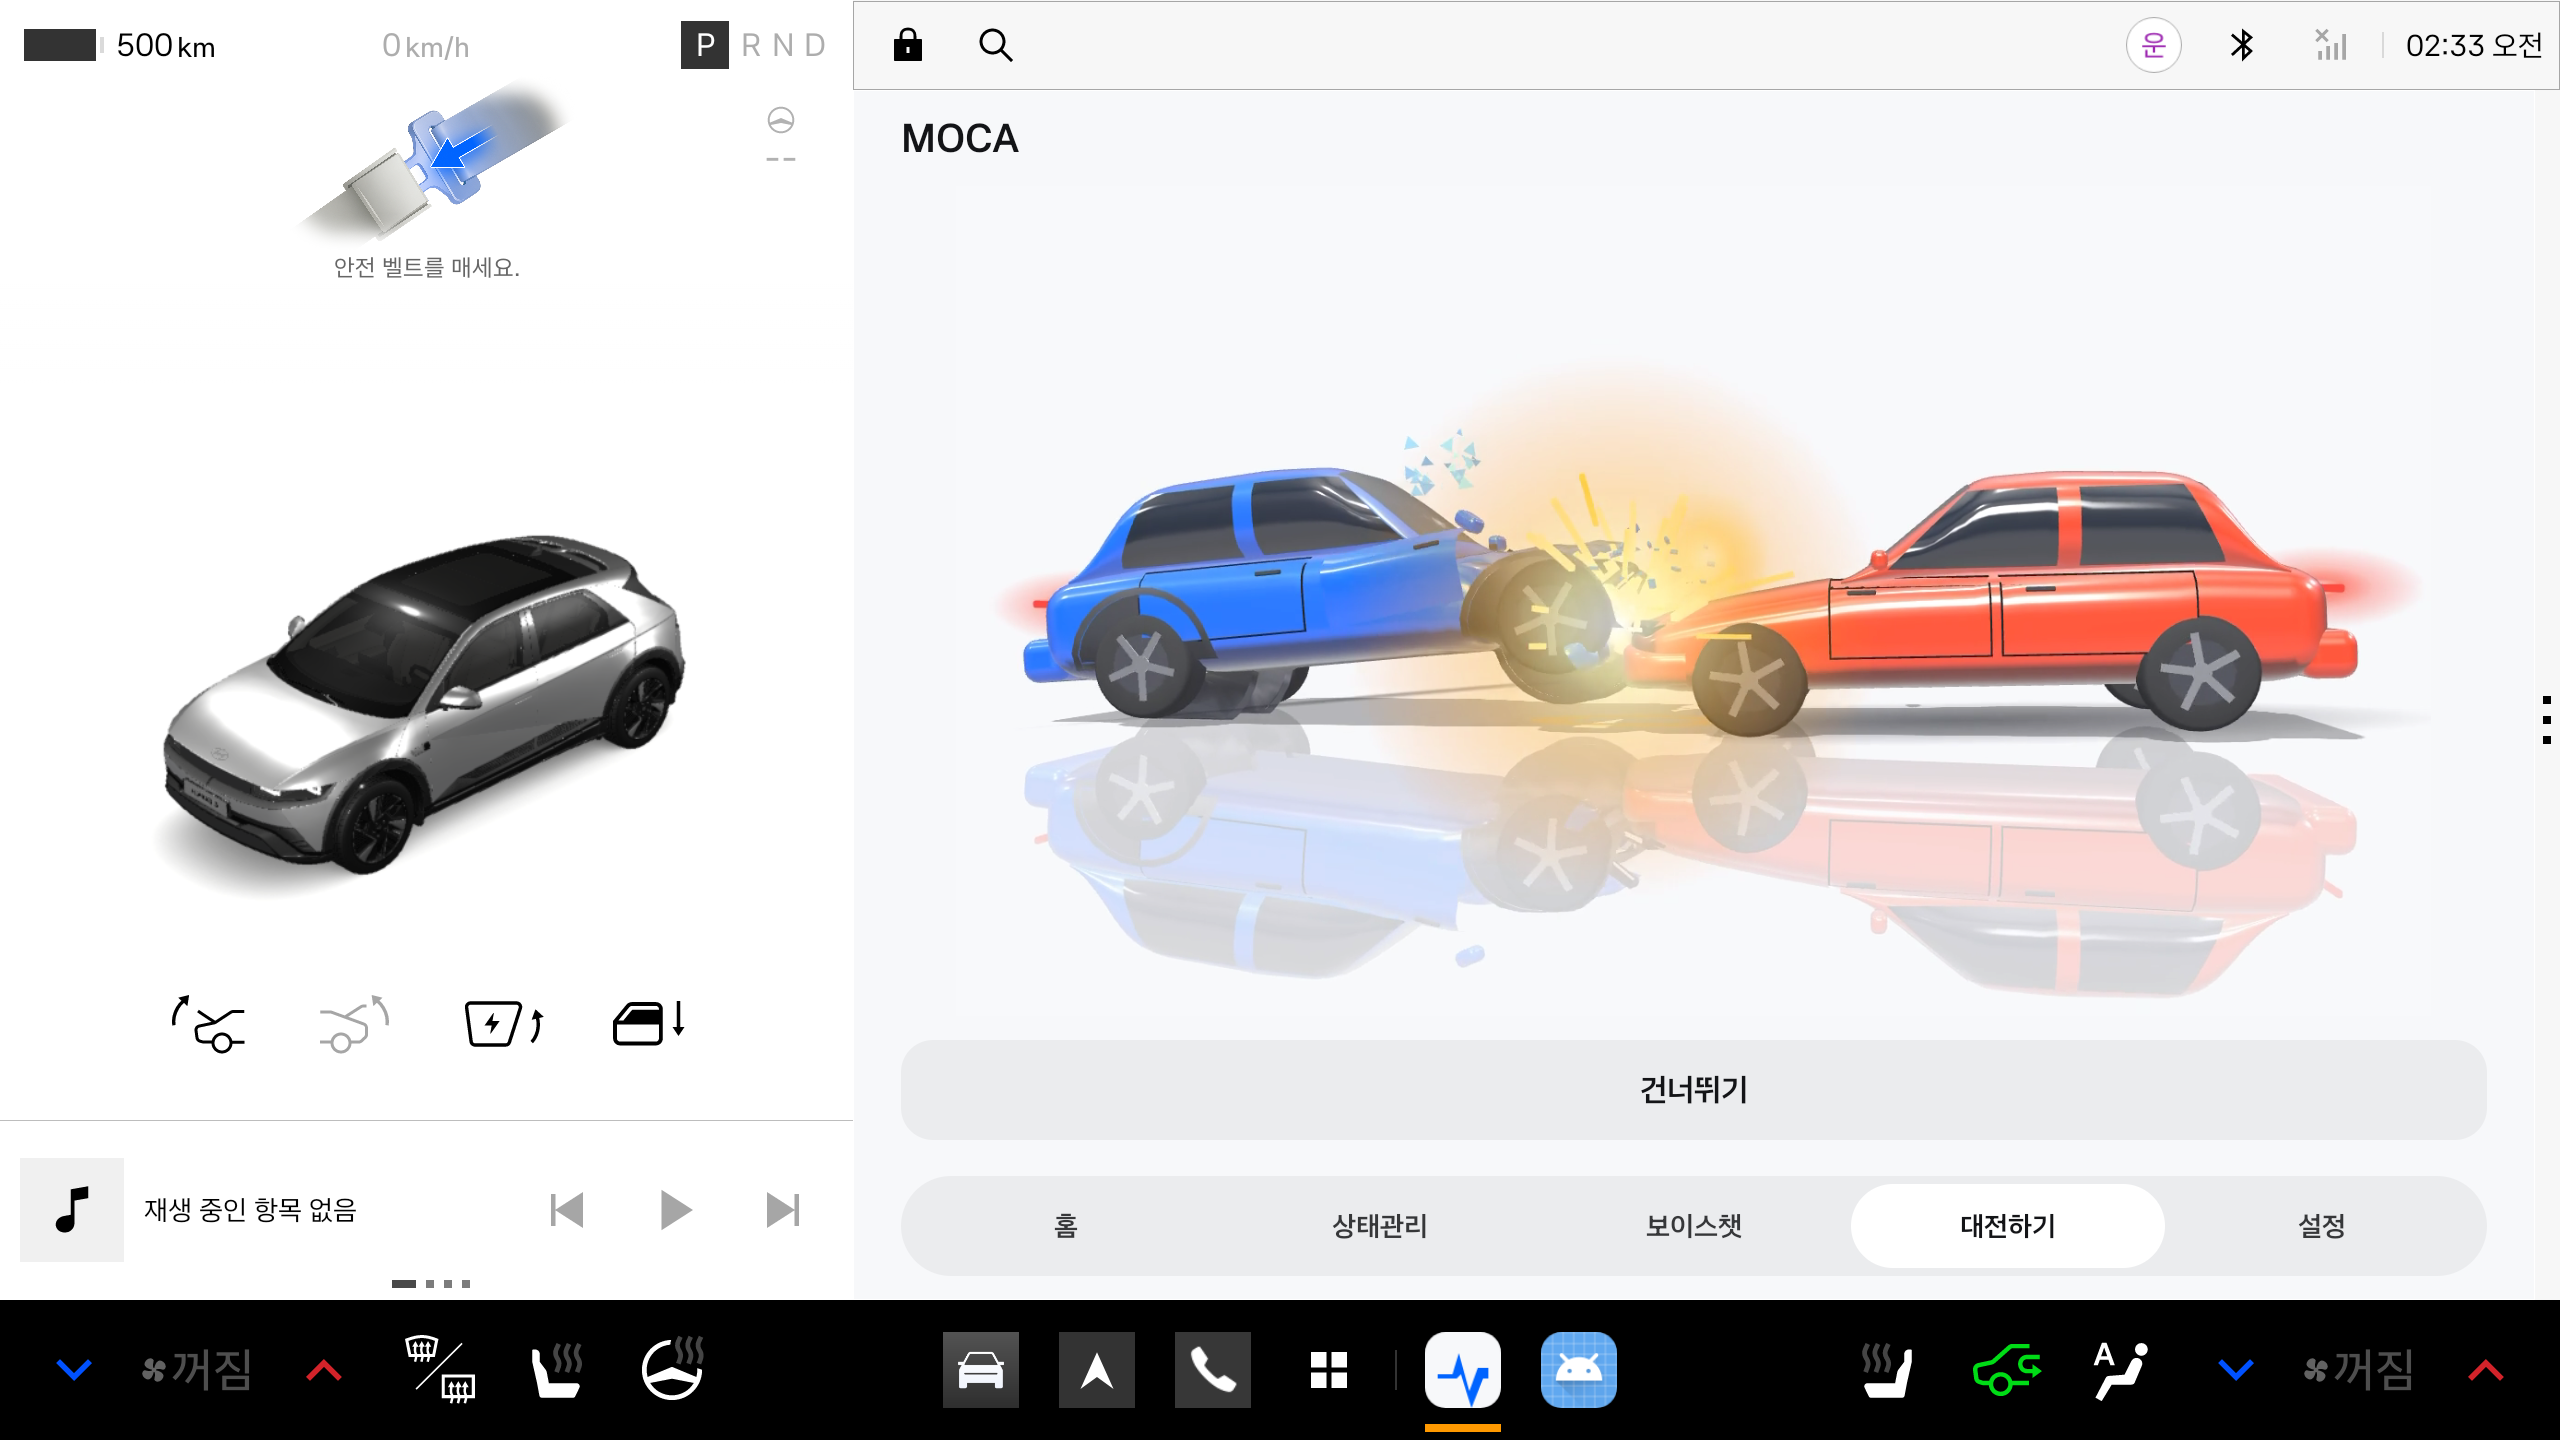 500 km
0 km/h
P R N D
운
02:33 오전
안전 벨트를 매세요.
MOCA
건너뛰기
재생 중인 항목 없음
홈
상태관리
보이스챗
대전하기
설정
꺼짐
A
꺼짐